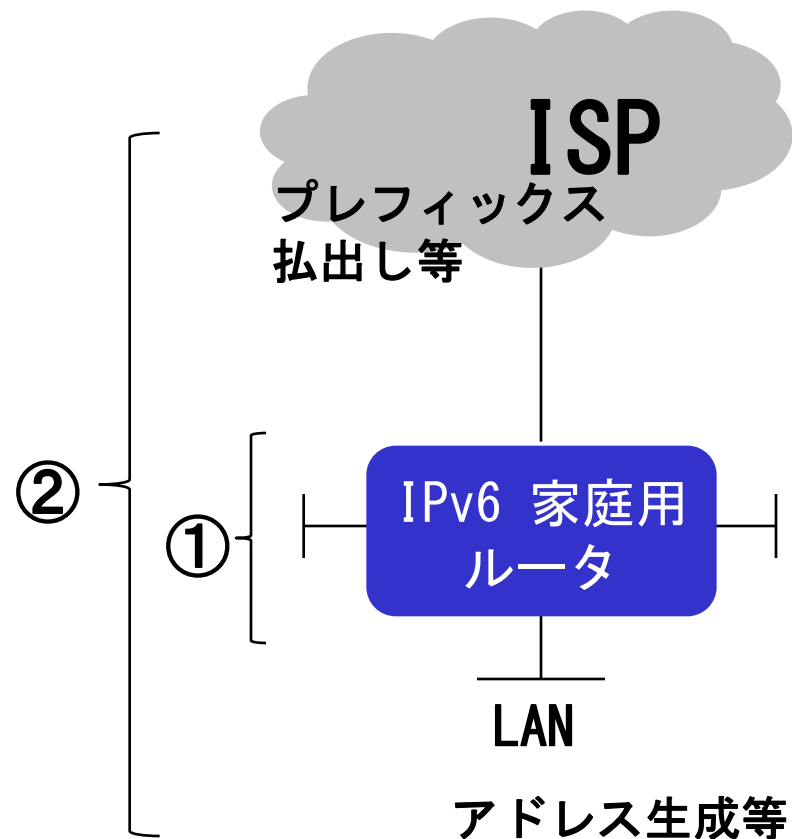 ISP
プレフィックス
払出し等
②
①
IPv6 家庭用
ルータ
LAN
アドレス生成等